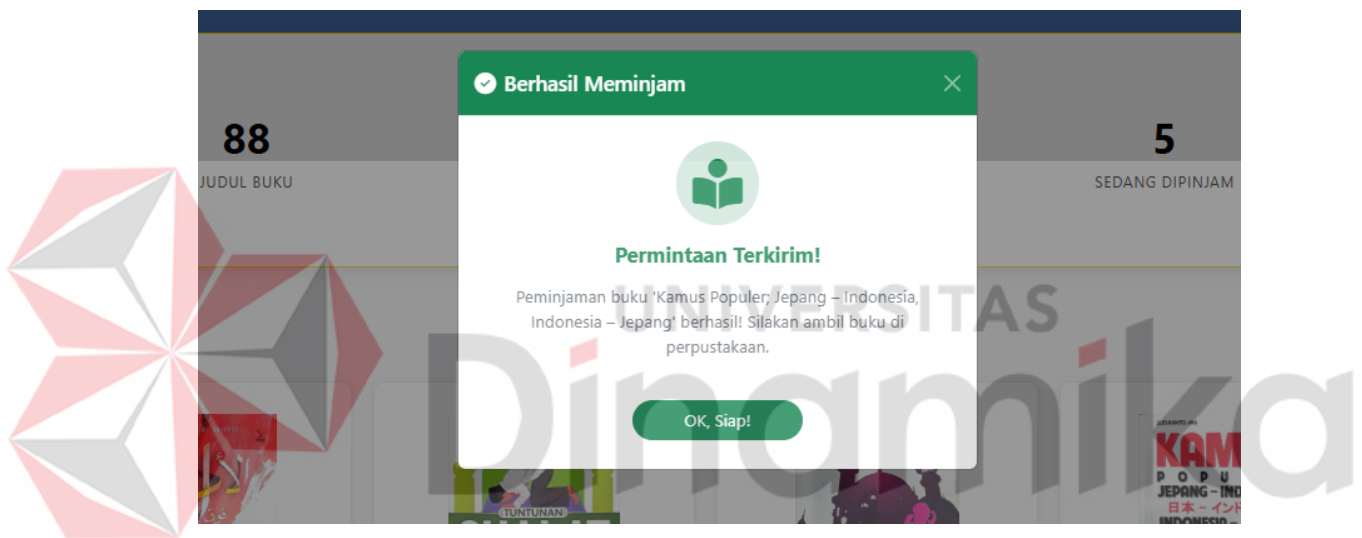 Berhasil Meminjam
88
5
JUDUL BUKU
SEDANG DIPINJAM
Permintaan Terkirim!
Peminjaman buku 'Kamus Populer; Jepang – Indonesia,
Indonesia – Jepang' berhasil! Silakan ambil buku di
perpustakaan.
OK, Siap!
UNIVERSITAS
Dinamika
TUNTUNAN
KAM
POPU
JEPANG – IND
日本 – イン
INDONESIA –